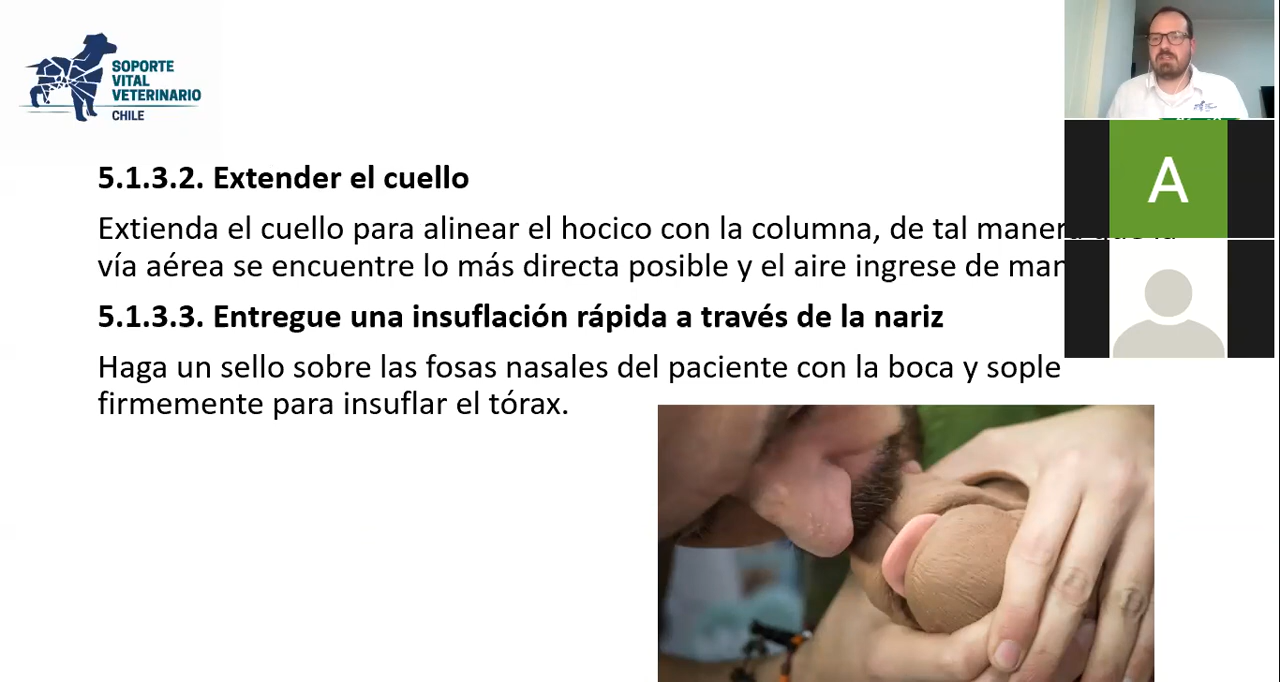 SOPORTE
VITAL
VETERINARIO
CHILE
5.1.3.2. Extender el cuello
Extienda el cuello para alinear el hocico con la columna, de tal
vía aérea se encuentre lo más directa posible y el aire ingrese de
5.1.3.3. Entregue una insuflación rápida a través de la nariz
Haga un sello sobre las fosas nasales del paciente con la boca y sople
firmemente para insuflar el tórax.
A